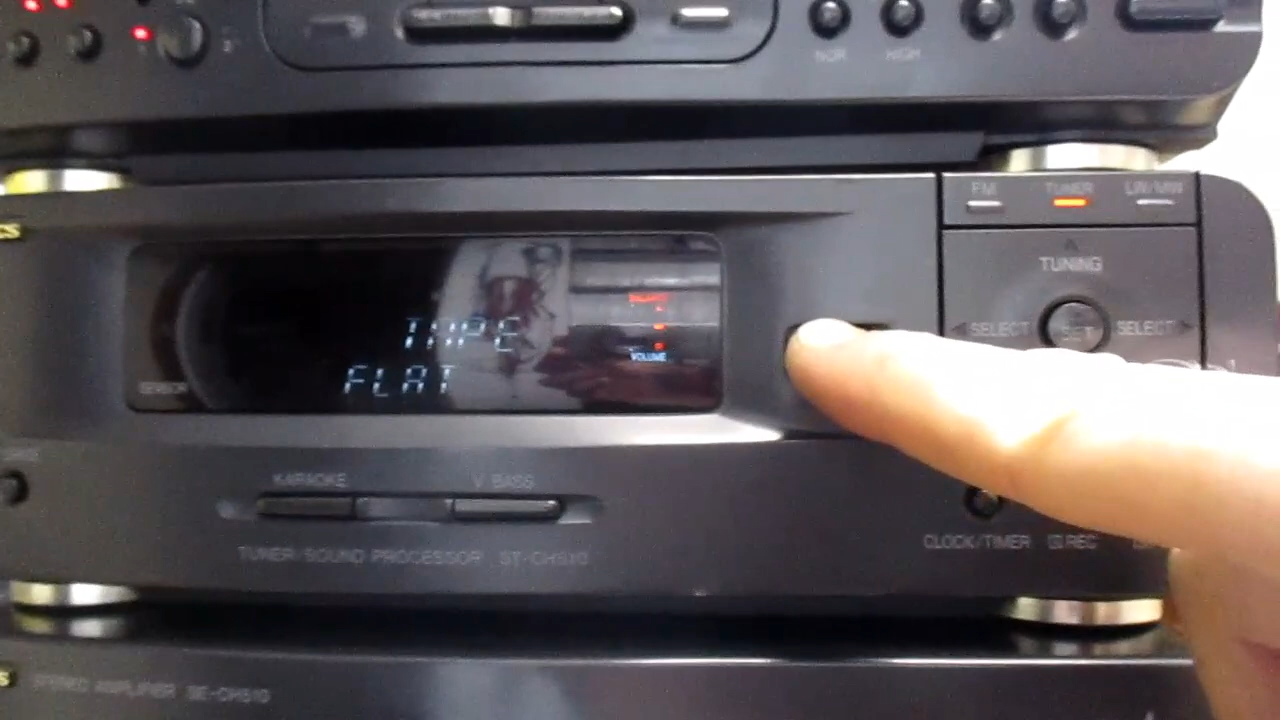 NOR
HIGH
CS
FM
TUNER
LW/MW
TUNING
SELECT
SET
SELECT
TAPE
FLAT
VOLUME
SENSOR
KARAOKE
V.BASS
TUNER/SOUND PROCESSOR ST-CH510
CLOCK/TIMER
REC
STEREO AMPLIFIER SE-CH510